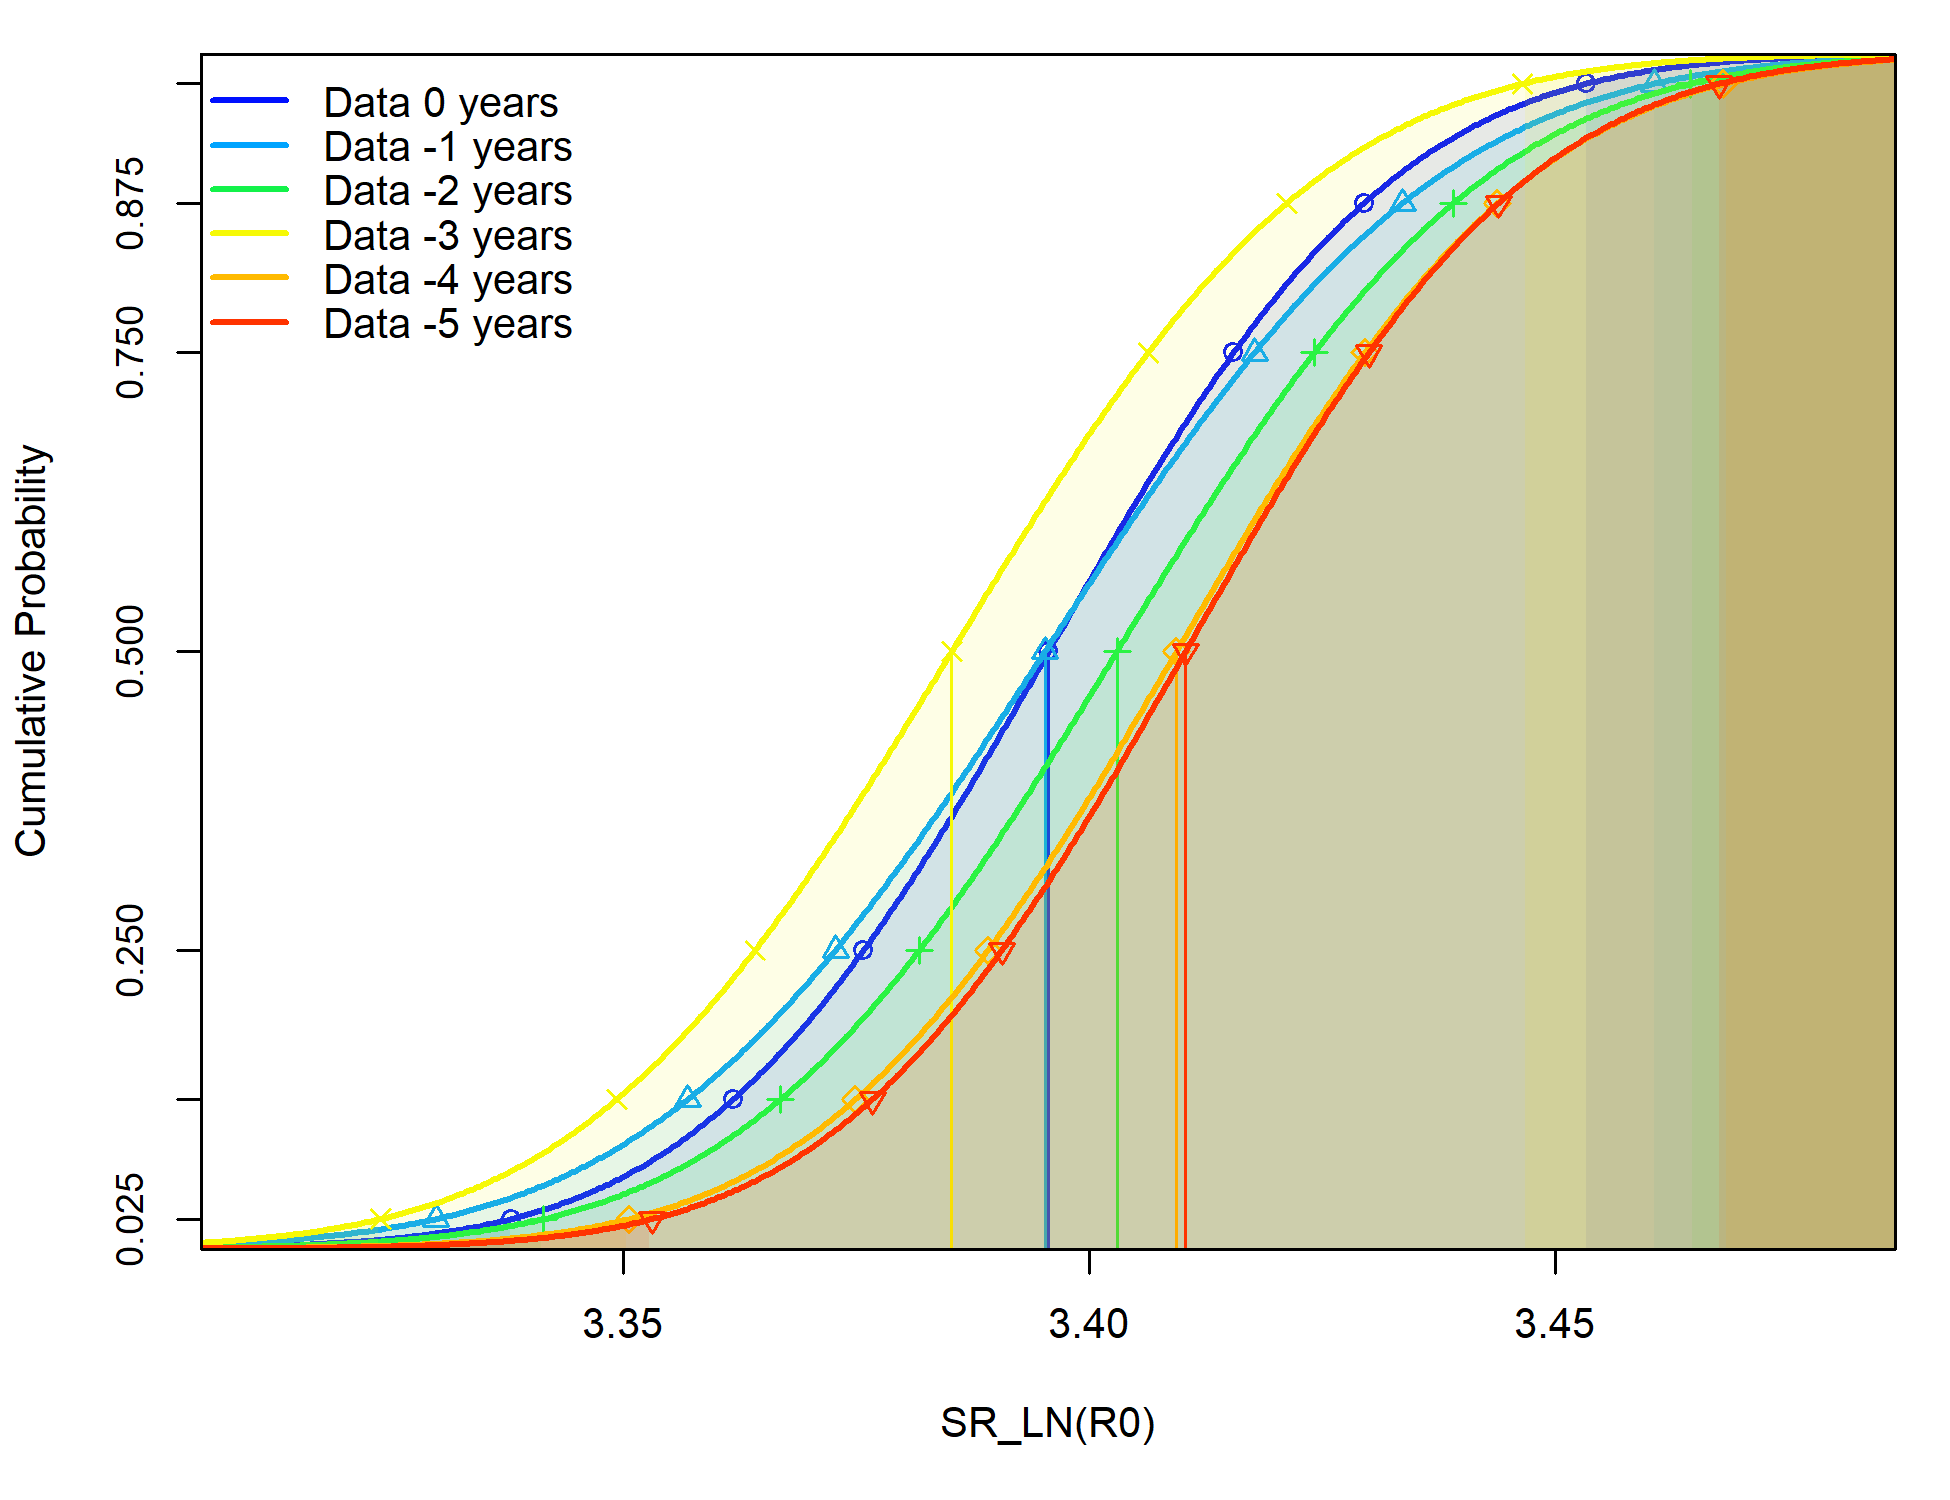 Data 0 years
Data -1 years
Data -2 years
Data -3 years
Data -4 years
Data -5 years
Cumulative Probability
0.875
0.750
0.500
0.250
0.025
3.35 3.40 3.45
SR_LN(R0)